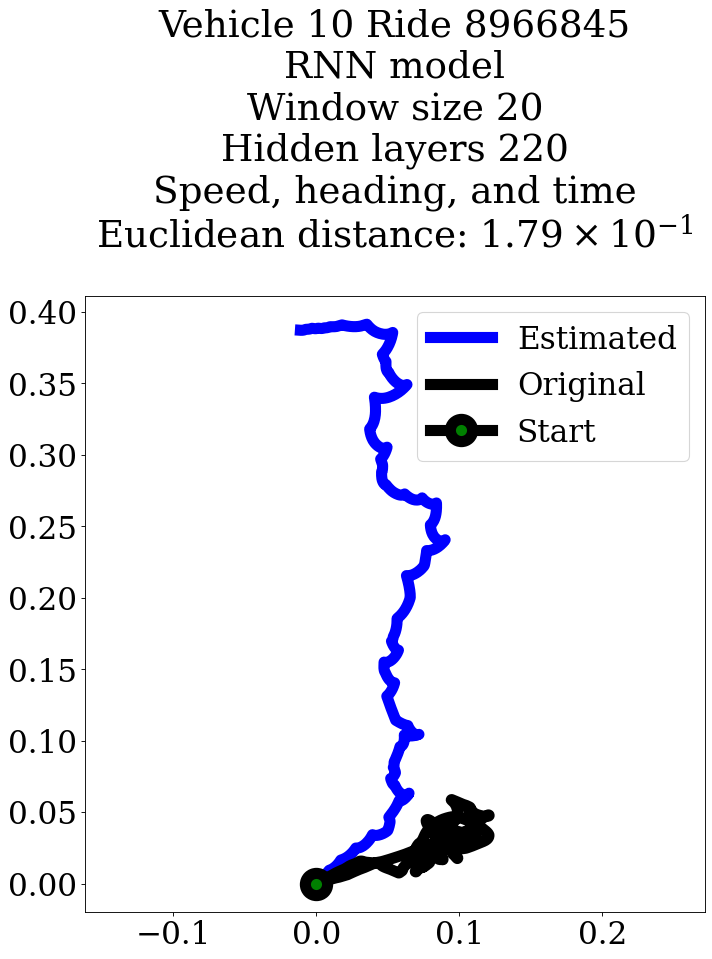 Vehicle 10 Ride 8966845
RNN model
Window size 20
Hidden layers 220
Speed, heading, and time
Euclidean distance: 1.79 × 10⁻¹
Estimated
Original
Start
0.40
0.35
0.30
0.25
0.20
0.15
0.10
0.05
0.00
−0.1
0.0
0.1
0.2